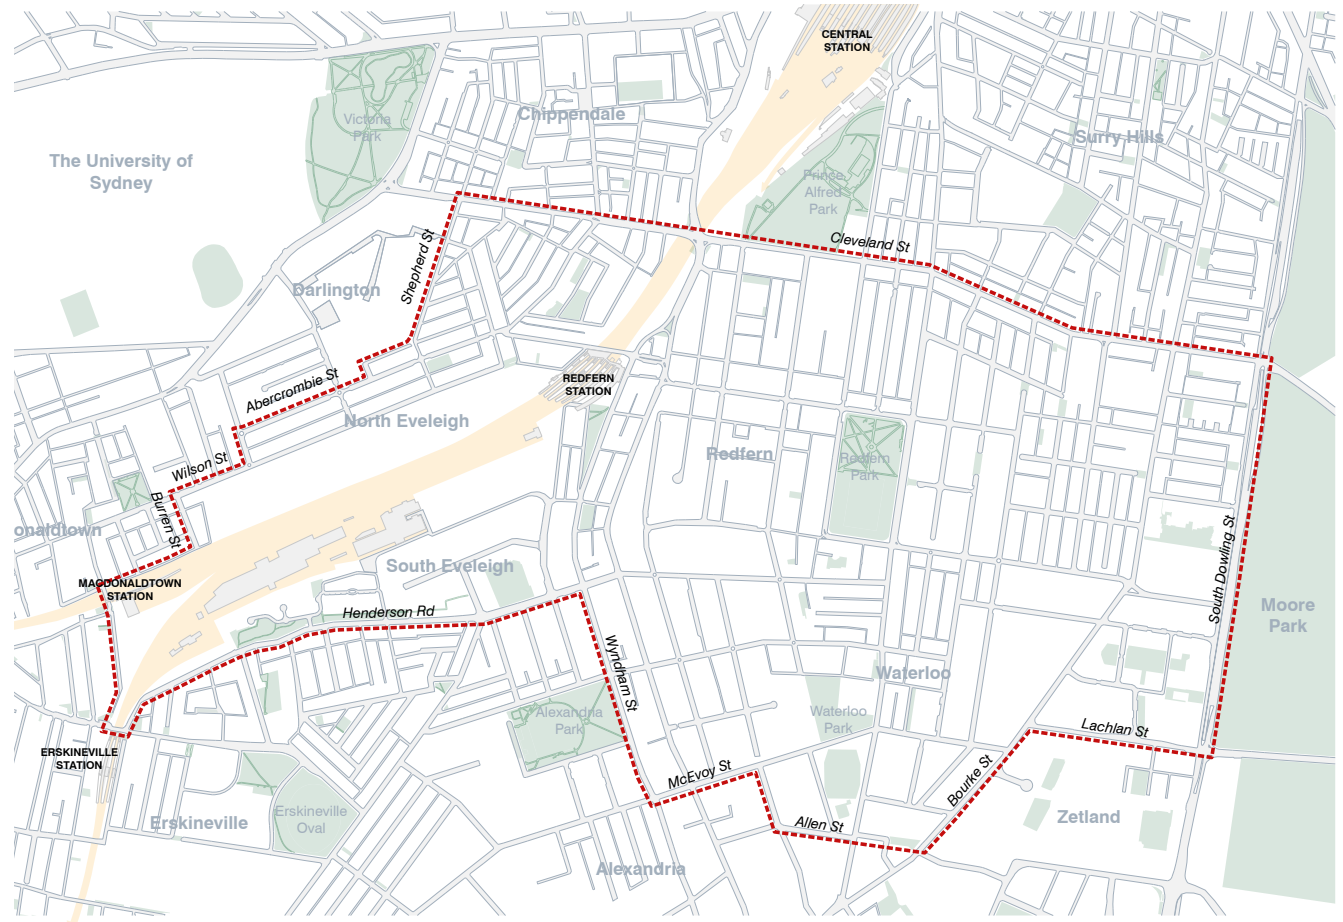 CENTRAL
STATION
Chippendale
Victoria
Park
Surry Hills
The University of
Sydney
Prince
Alfred
Park
Cleveland St
Shepherd St
Darlington
REDFERN
STATION
Abercrombie St
North Eveleigh
Redfern
Redfern
Park
Wilson St
Burren St
onaldtown
South Eveleigh
South Dowling St
MACDONALDTOWN
STATION
Henderson Rd
Moore
Park
Wyndham St
Waterloo
Alexandria
Park
Waterloo
Park
Lachlan St
ERSKINEVILLE
STATION
McEvoy St
Bourke St
Erskineville
Erskineville
Oval
Allen St
Zetland
Alexandria